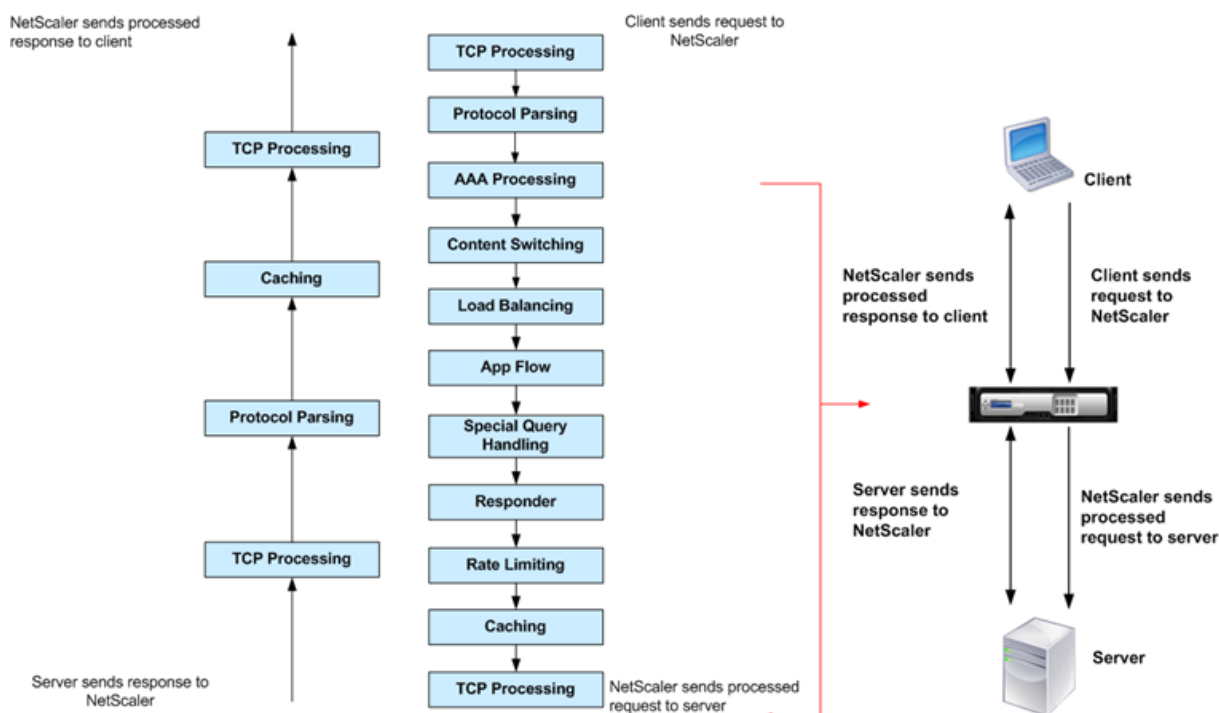 NetScaler sends processed
response to client
TCP Processing
Caching
Protocol Parsing
TCP Processing
Server sends response to
NetScaler
Client sends request to
NetScaler
TCP Processing
Protocol Parsing
AAA Processing
Content Switching
Load Balancing
App Flow
Special Query
Handling
Responder
Rate Limiting
Caching
TCP Processing
NetScaler sends processed
request to server
Client
NetScaler sends
processed
response to client
Client sends
request to
NetScaler
Server sends
response to
NetScaler
NetScaler sends
processed
request to server
Server